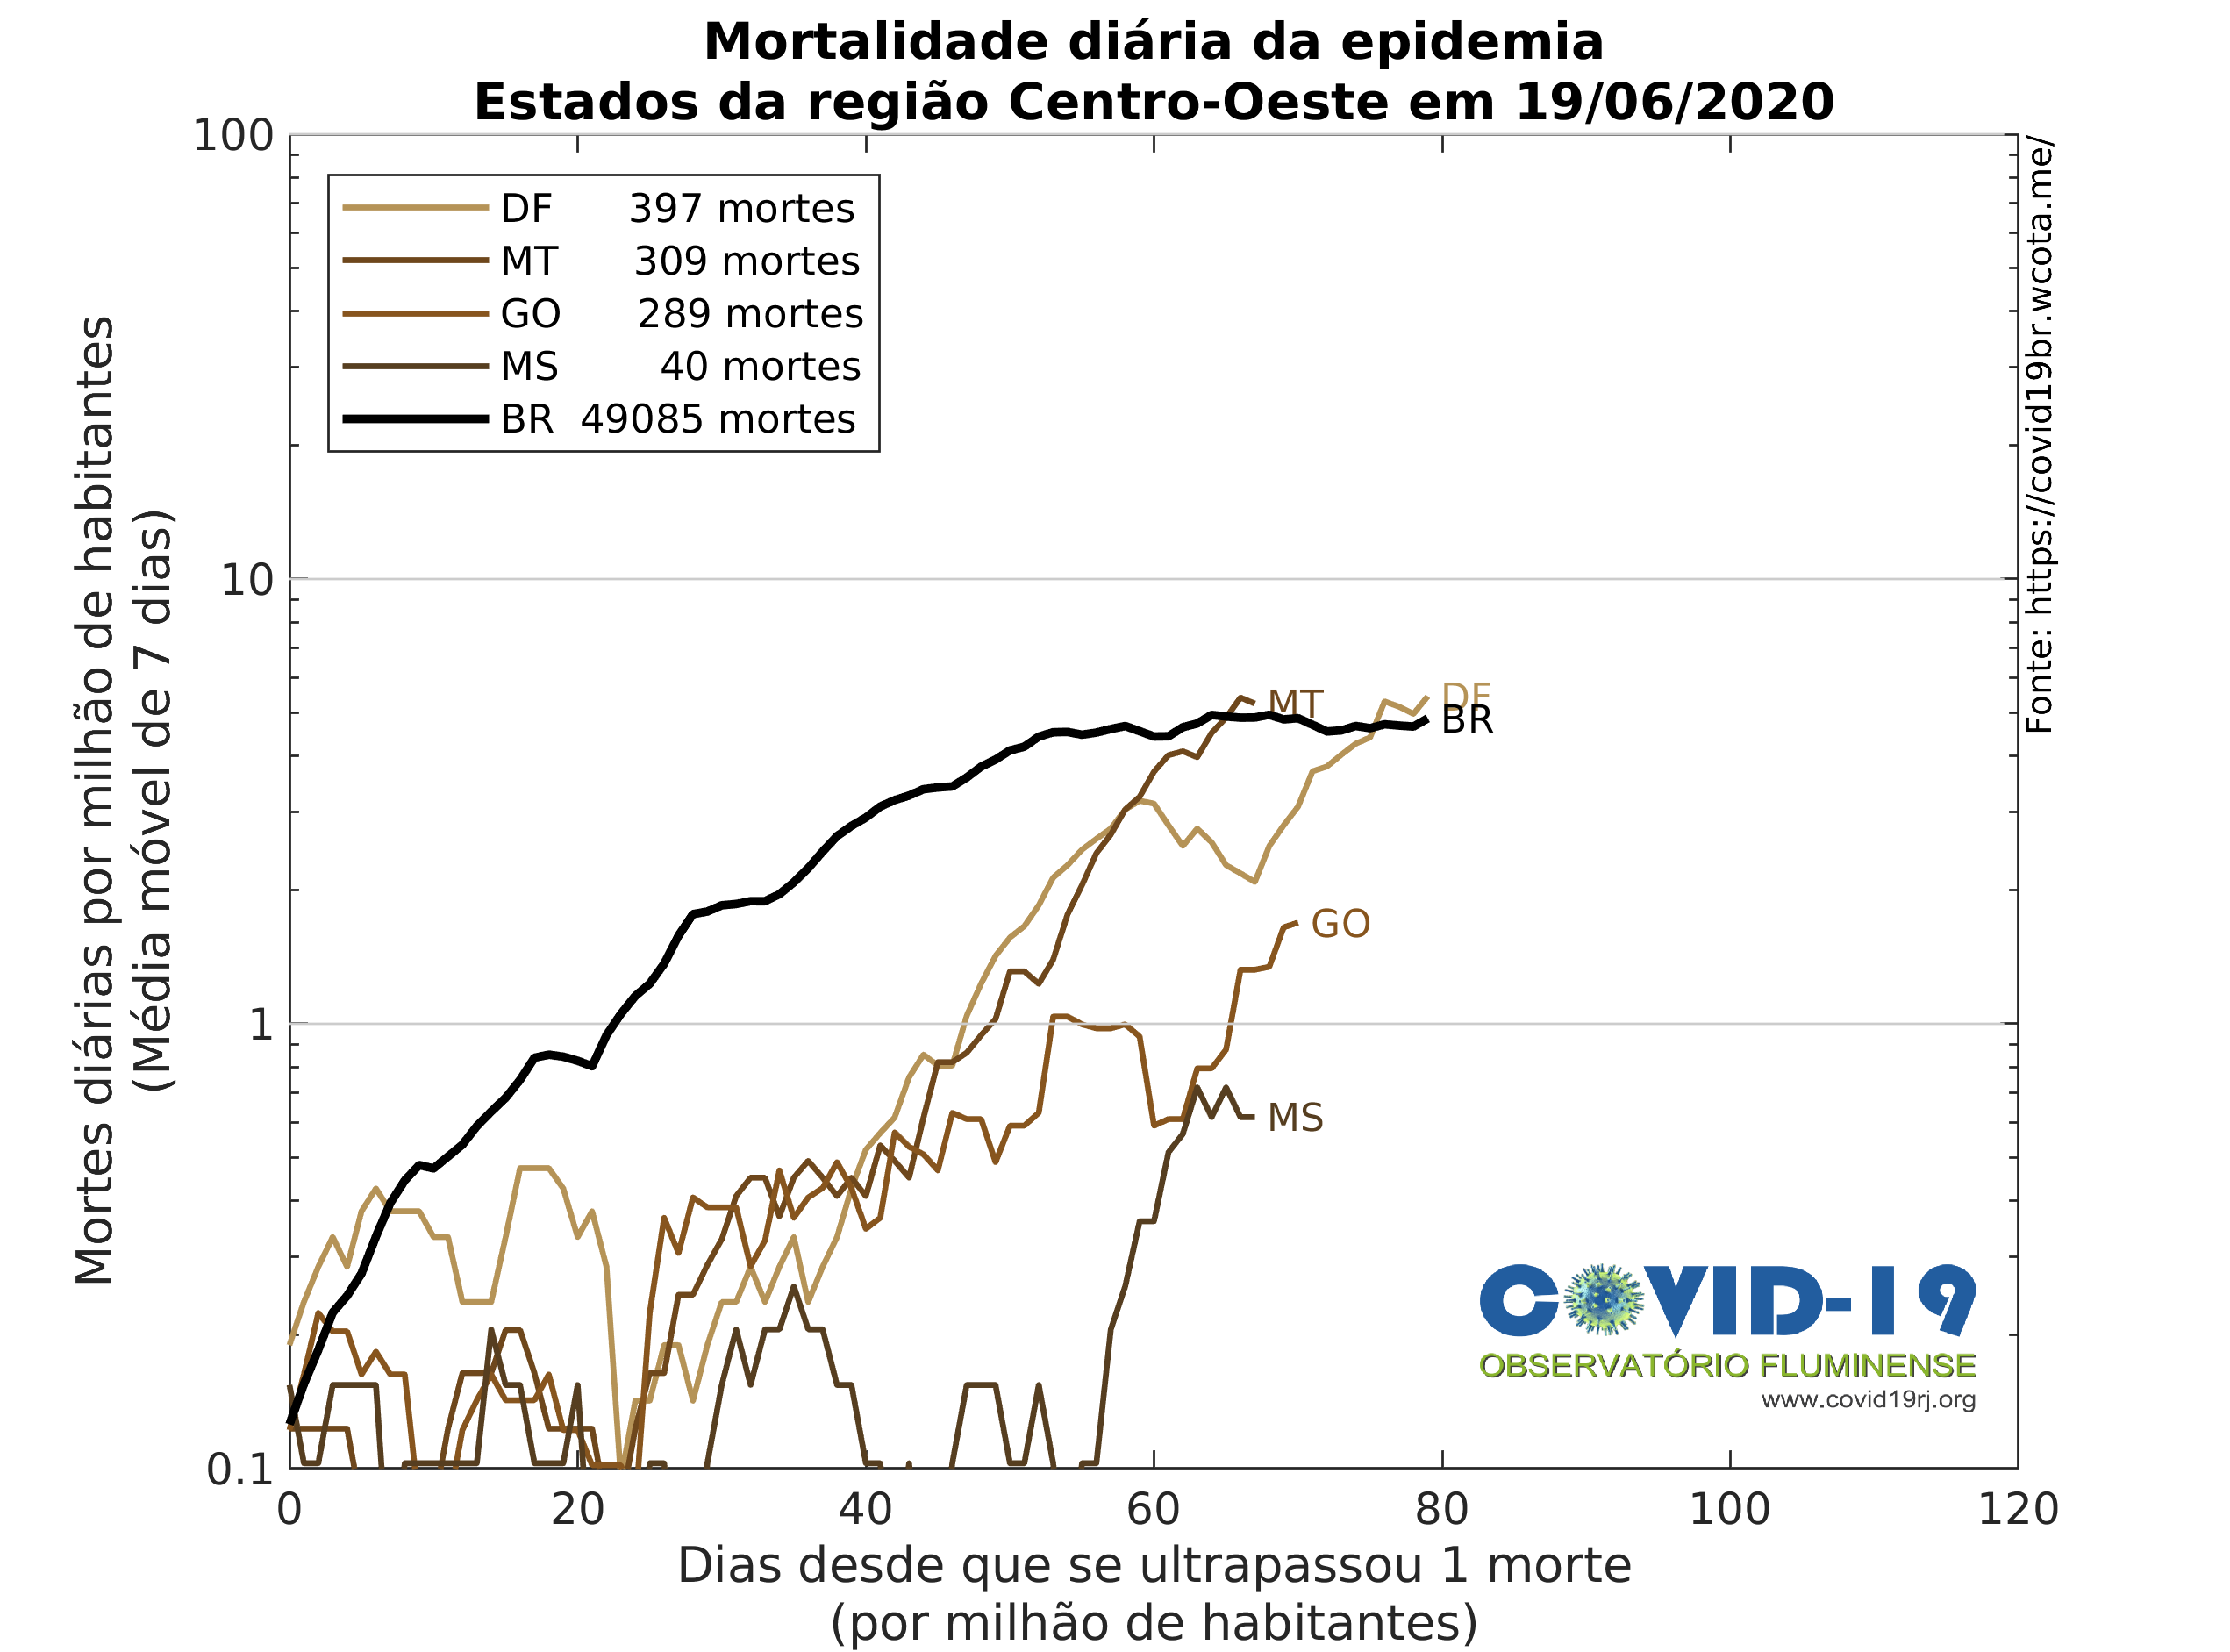 Mortalidade diária da epidemia
Estados da região Centro-Oeste em 19/06/2020
Mortes diárias por milhão de habitantes
(Média móvel de 7 dias)
100
10
1
0.1
DF 397 mortes
MT 309 mortes
GO 289 mortes
MS 40 mortes
BR 49085 mortes
MT
DF
BR
GO
MS
Fonte: https://covid19br.wcota.me/
COVID-19
OBSERVATÓRIO FLUMINENSE
www.covid19rj.org
0 20 40 60 80 100 120
Dias desde que se ultrapassou 1 morte
(por milhão de habitantes)